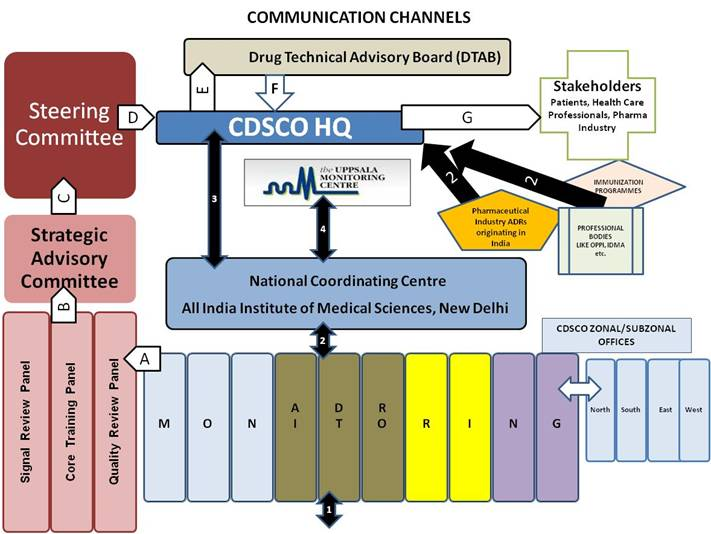 COMMUNICATION CHANNELS
Drug Technical Advisory Board (DTAB)
E
F
Steering
Committee
D
CDSCO HQ
G
Stakeholders
Patients, Health Care
Professionals, Pharma
Industry
the UPPSALA
MONITORING
CENTRE
3
4
2
2
Pharmaceutical
Industry ADRs
originating in
India
IMMUNIZATION
PROGRAMMES
PROFESSIONAL
BODIES
LIKE OPPI, IDMA
etc.
C
Strategic
Advisory
Committee
B
National Coordinating Centre
All India Institute of Medical Sciences, New Delhi
2
CDSCO ZONAL/SUBZONAL
OFFICES
A
Signal Review Panel
Core Training Panel
Quality Review Panel
A D R
M O N I T O R I N G
North South East West
1